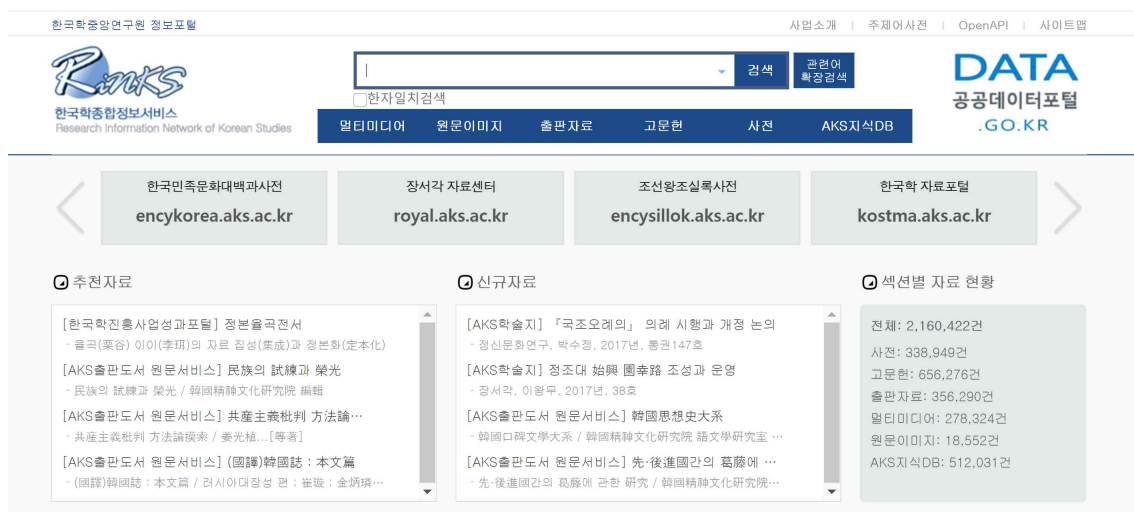 한국학중앙연구원 정보포털
사업소개 | 주제어사전 | OpenAPI | 사이트맵
RINKS
한국학종합정보서비스
Research Information Network of Korean Studies
검색
관련어
확장검색
한자일치검색
멀티미디어 원문이미지 출판자료 고문헌 사전 AKS지식DB
DATA
공공데이터포털
.GO.KR
한국민족문화대백과사전
encykorea.aks.ac.kr
장서각 자료센터
royal.aks.ac.kr
조선왕조실록사전
encysillok.aks.ac.kr
한국학 자료포털
kostma.aks.ac.kr
추천자료
[한국학진흥사업성과포털] 정본율곡전서
- 율곡(栗谷) 이이(李珥)의 자료 집성(集成)과 정본화(定本化)
[AKS출판도서 원문서비스] 民族의 試練과 榮光
- 民族의 試練과 榮光 / 韓國精神文化研究院 編輯
[AKS출판도서 원문서비스] 共産主義批判 方法論…
- 共産主義批判 方法論摸索 / 姜光植...[等著]
[AKS출판도서 원문서비스] (國譯)韓國誌 : 本文篇
- (國譯)韓國誌 : 本文篇 / 러시아대장성 편 ; 崔璇 ; 金炳璘…
신규자료
[AKS학술지] 『국조오례의』 의례 시행과 개정 논의
- 정신문화연구, 박수정, 2017년, 통권147호
[AKS학술지] 정조대 始興 園幸路 조성과 운영
- 장서각, 이왕무, 2017년, 38호
[AKS출판도서 원문서비스] 韓國思想史大系
- 韓國口碑文學大系 / 韓國精神文化研究院 語文學研究室 …
[AKS출판도서 원문서비스] 先·後進國간의 葛藤에 …
- 先·後進國간의 葛藤에 관한 研究 / 韓國精神文化研究院…
섹션별 자료 현황
전체: 2,160,422건
사전: 338,949건
고문헌: 656,276건
출판자료: 356,290건
멀티미디어: 278,324건
원문이미지: 18,552건
AKS지식DB: 512,031건